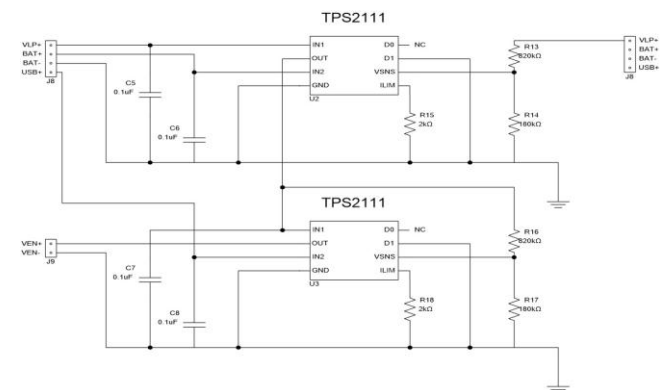 TPS2111
VLP+
BAT+
BAT-
USB+
J8
C5
0.1uF
C6
0.1uF
IN1
OUT
IN2
GND
D0
D1
VSNS
ILIM
U2
NC
R15
2kΩ
R13
820kΩ
R14
180kΩ
VLP+
BAT+
BAT-
USB+
J8
TPS2111
VEN+
VEN-
J9
C7
0.1uF
C8
0.1uF
IN1
OUT
IN2
GND
D0
D1
VSNS
ILIM
U3
NC
R18
2kΩ
R16
820kΩ
R17
180kΩ